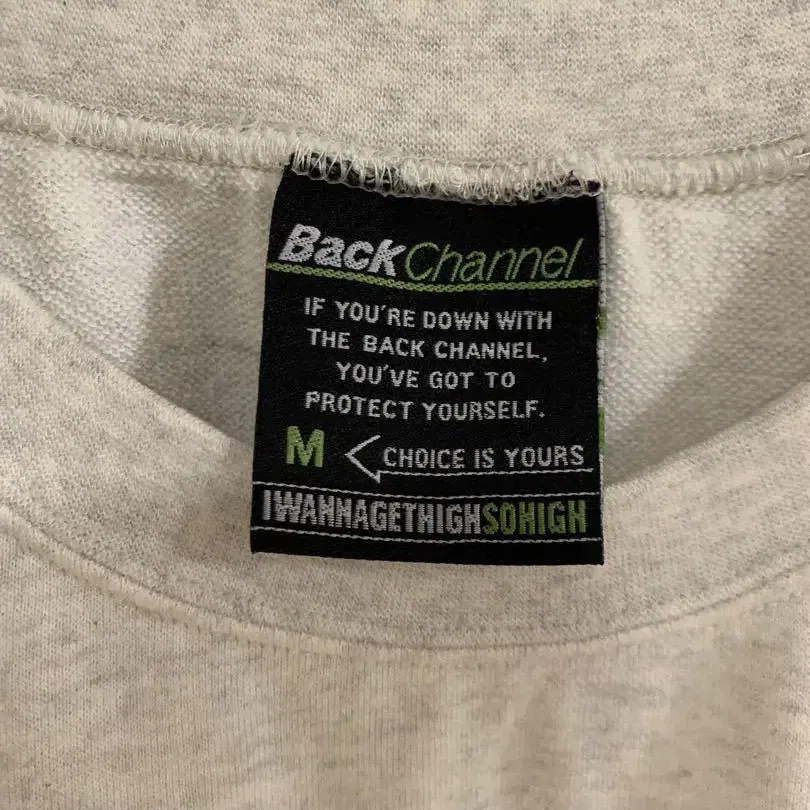 BackChannel
IF YOU'RE DOWN WITH
THE BACK CHANNEL,
YOU'VE GOT TO
PROTECT YOURSELF.
M CHOICE IS YOURS
IWANNAGETHIGHSOHIGH